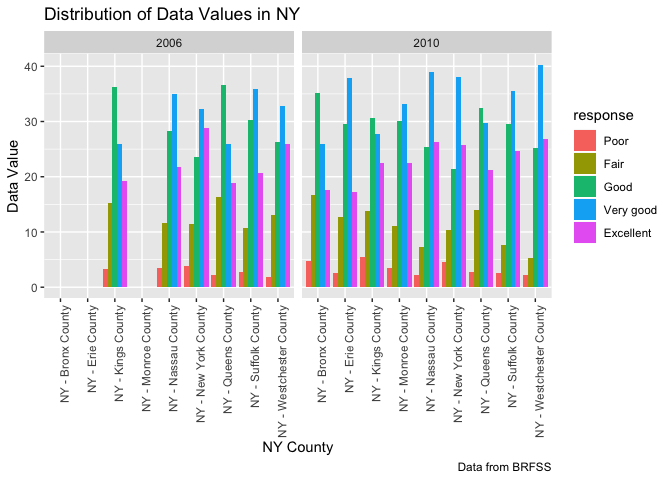 Distribution of Data Values in NY
2006
2010
Data Value
40
30
20
10
0
NY - Bronx County
NY - Erie County
NY - Kings County
NY - Monroe County
NY - Nassau County
NY - New York County
NY - Queens County
NY - Suffolk County
NY - Westchester County
NY - Bronx County
NY - Erie County
NY - Kings County
NY - Monroe County
NY - Nassau County
NY - New York County
NY - Queens County
NY - Suffolk County
NY - Westchester County
NY County
response
Poor
Fair
Good
Very good
Excellent
Data from BRFSS